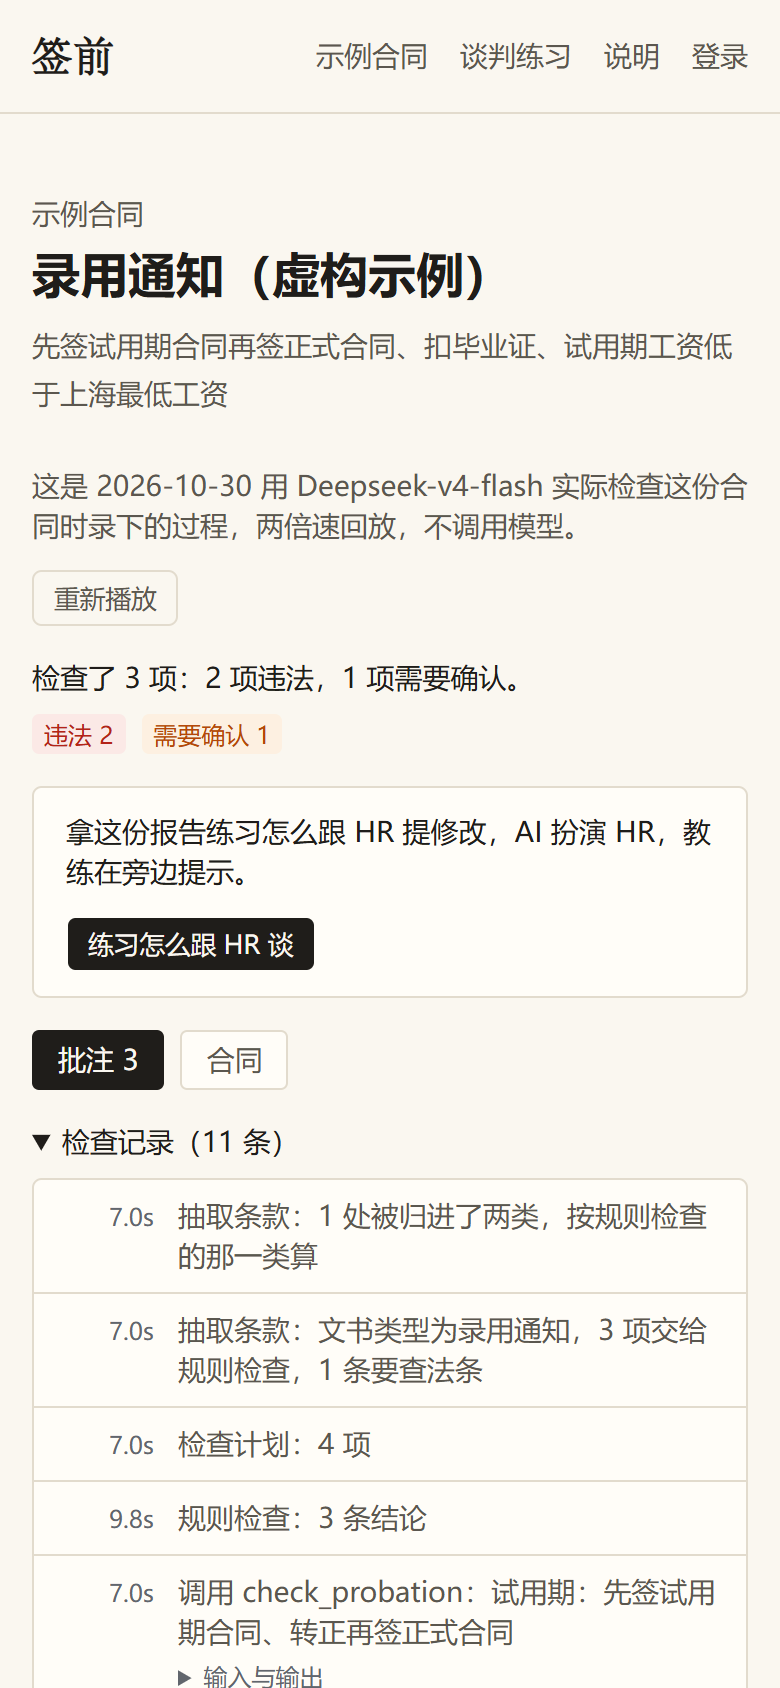 签前
示例合同 谈判练习 说明 登录
示例合同
录用通知（虚构示例）
先签试用期合同再签正式合同、扣毕业证、试用期工资低
于上海最低工资
这是 2026-10-30 用 Deepseek-v4-flash 实际检查这份合
同时录下的过程，两倍速回放，不调用模型。
重新播放
检查了 3 项：2 项违法，1 项需要确认。
违法 2 需要确认 1
拿这份报告练习怎么跟 HR 提修改，AI 扮演 HR，教
练在旁边提示。
练习怎么跟 HR 谈
批注 3 合同
▼ 检查记录（11 条）
7.0s 抽取条款：1 处被归进了两类，按规则检查
的那一类算
7.0s 抽取条款：文书类型为录用通知，3 项交给
规则检查，1 条要查法条
7.0s 检查计划：4 项
9.8s 规则检查：3 条结论
7.0s 调用 check_probation：试用期：先签试用
期合同、转正再签正式合同
▶ 输入与输出